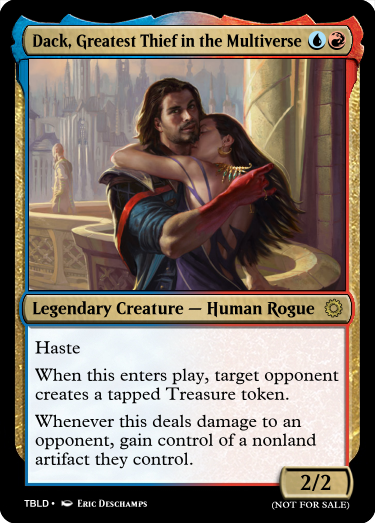 Dack, Greatest Thief in the Multiverse
Legendary Creature — Human Rogue
Haste
When this enters play, target opponent
creates a tapped Treasure token.
Whenever this deals damage to an
opponent, gain control of a nonland
artifact they control.
2/2
TBLD • Eric Deschamps
(NOT FOR SALE)